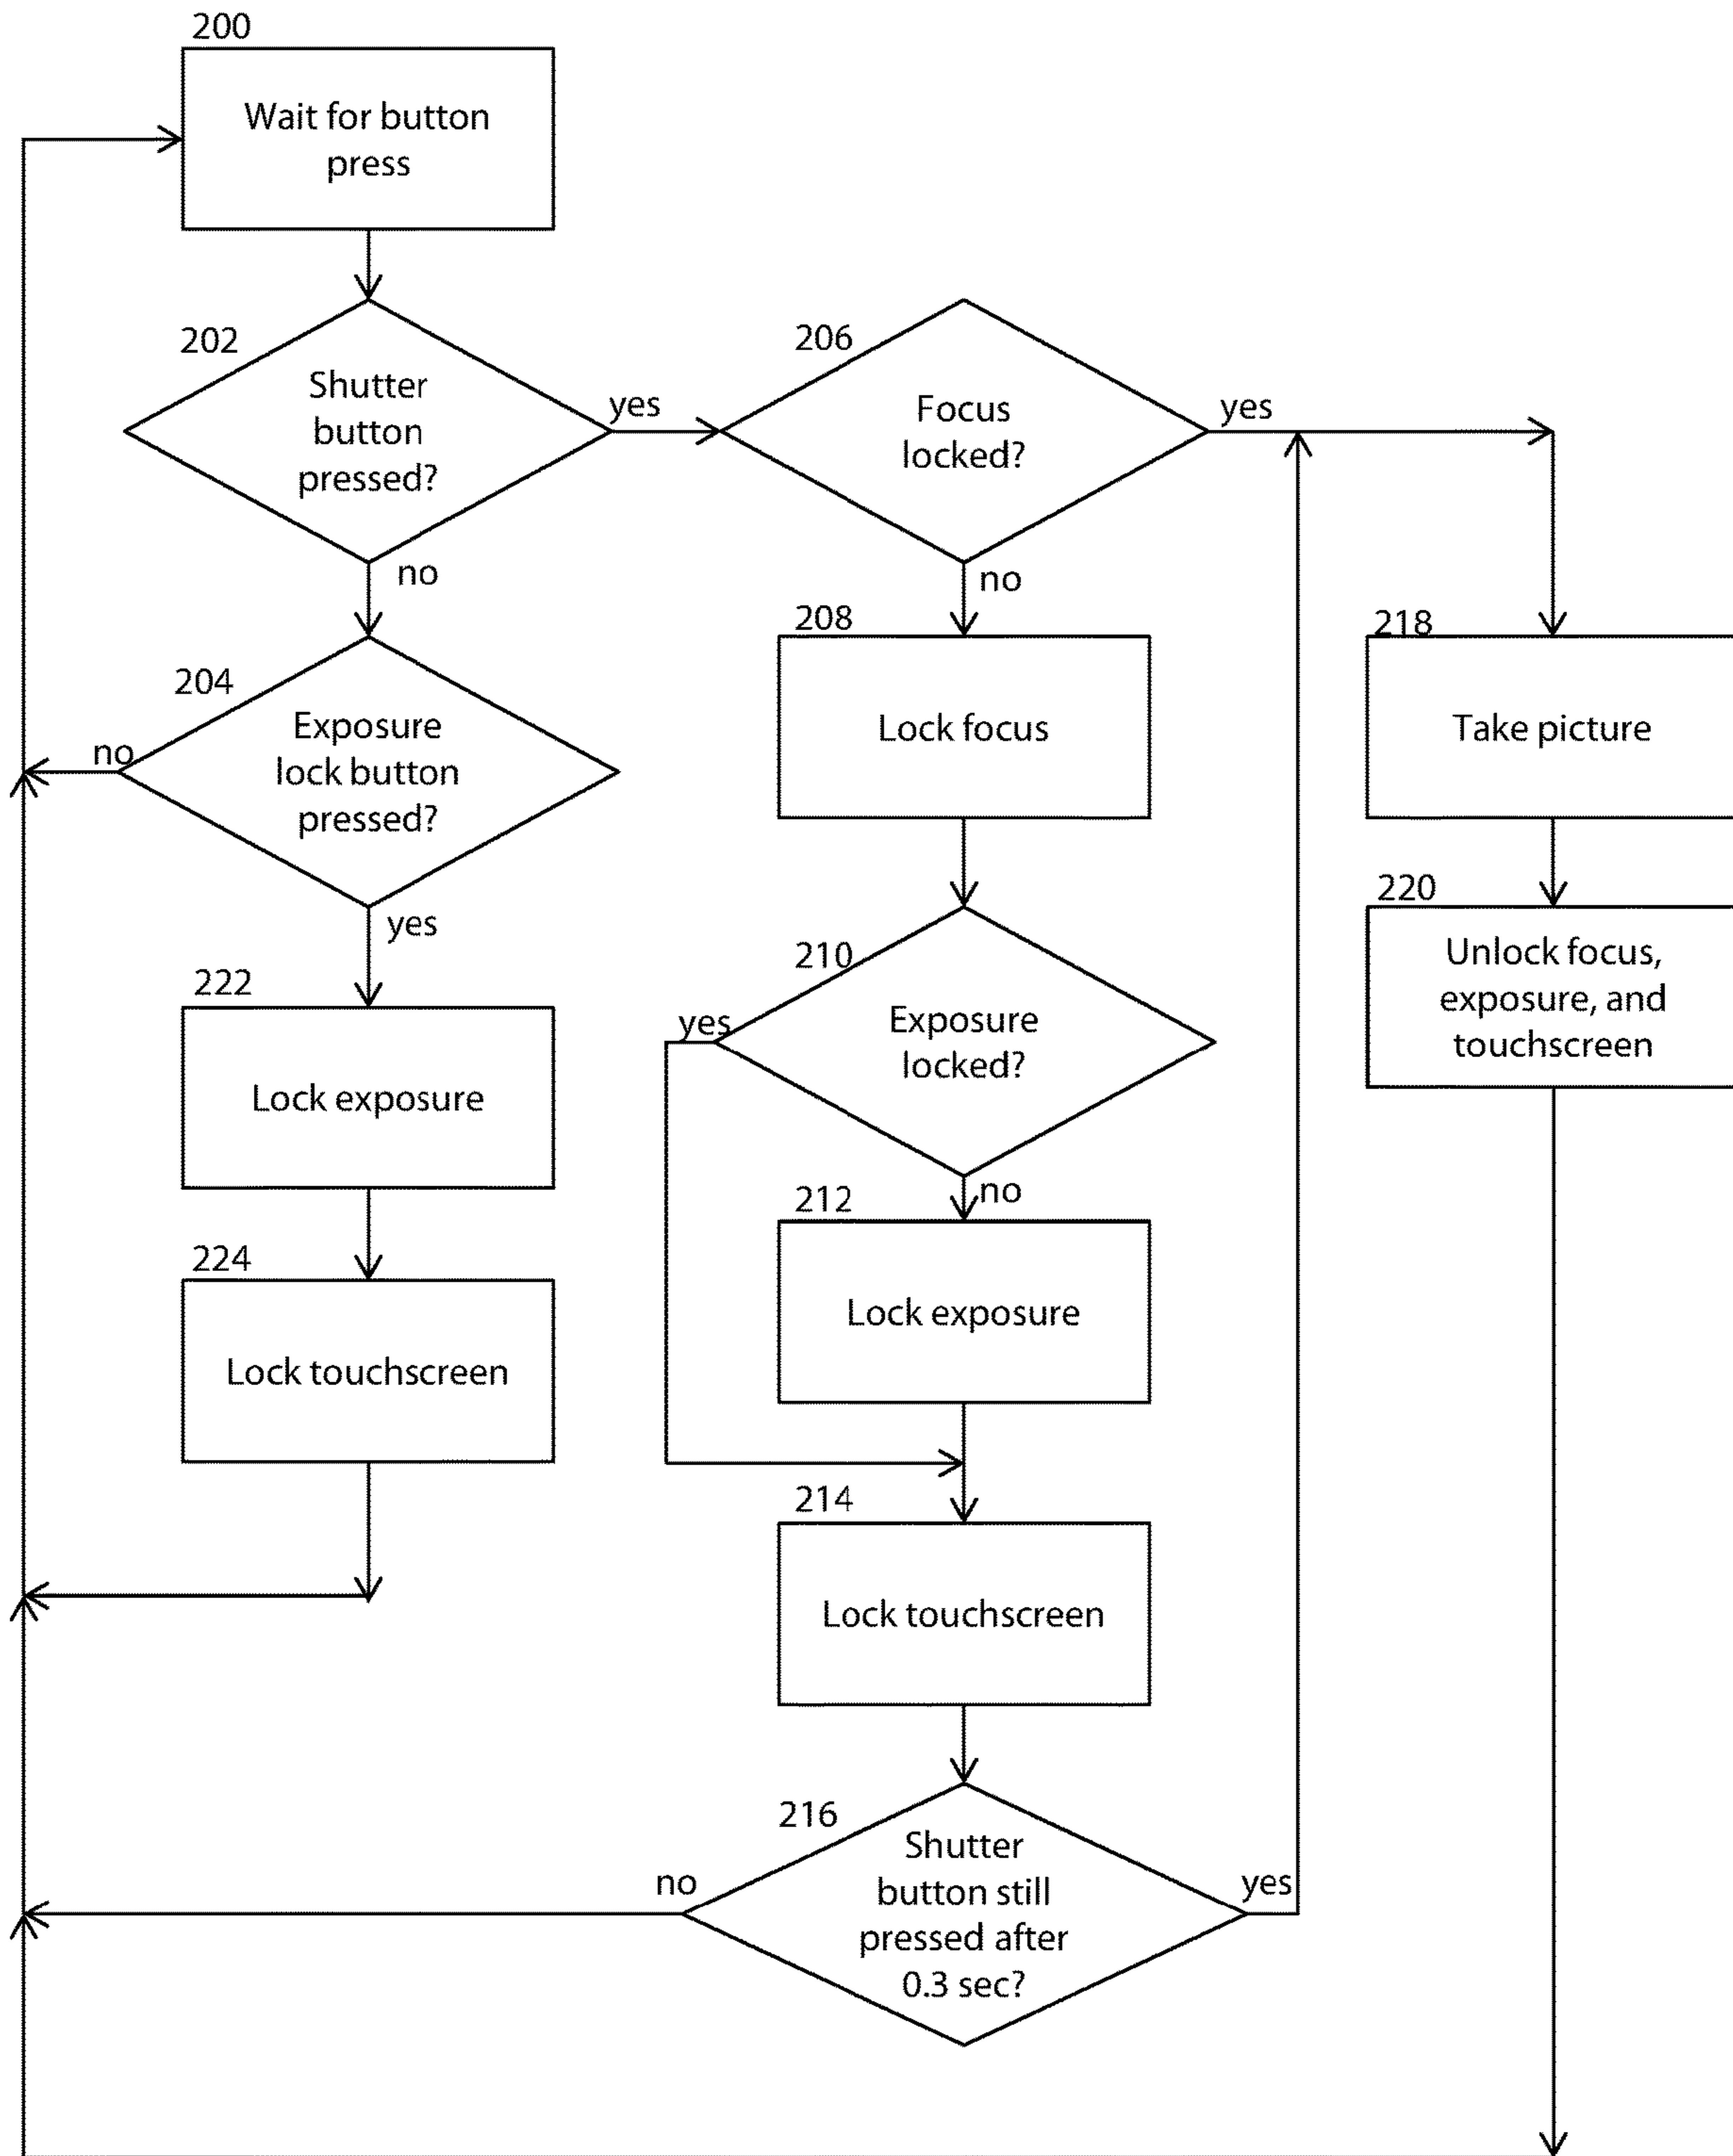 200
Wait for button
press
202
Shutter
button
pressed?
yes
no
206
Focus
locked?
yes
no
204
Exposure
lock button
pressed?
no
yes
208
Lock focus
218
Take picture
220
Unlock focus,
exposure, and
touchscreen
210
Exposure
locked?
yes
no
222
Lock exposure
212
Lock exposure
224
Lock touchscreen
214
Lock touchscreen
216
Shutter
button still
pressed after
0.3 sec?
no
yes